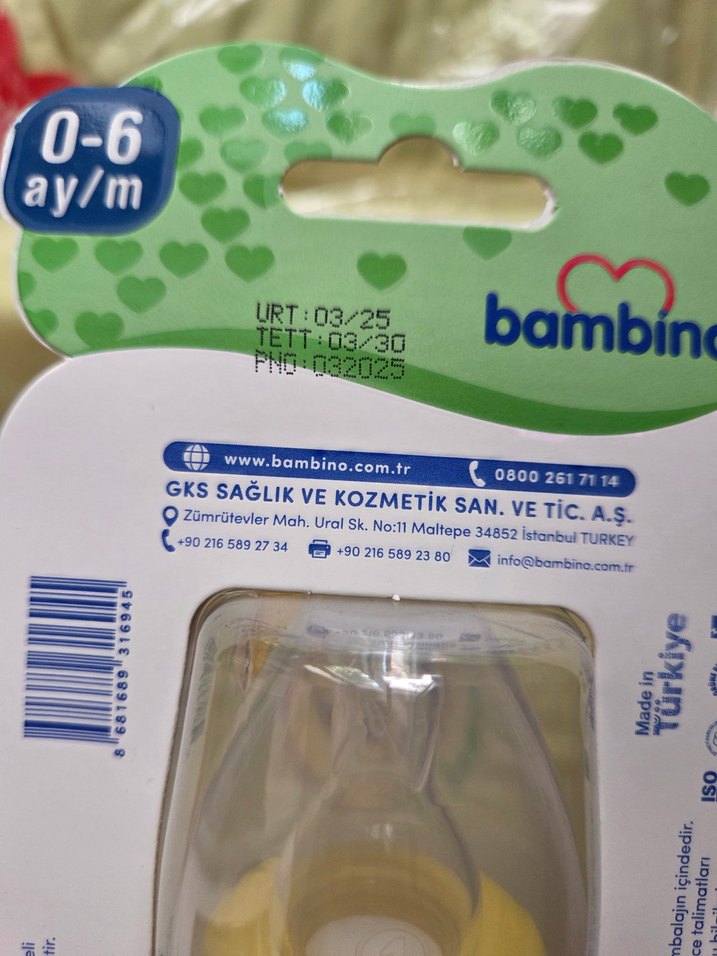 0-6
ay/m
URT:03/25
TETT:03/30
PNO:032025
bambino
www.bambino.com.tr
0800 261 71 14
GKS SAĞLIK VE KOZMETİK SAN. VE TİC. A.Ş.
Zümrütevler Mah. Ural Sk. No:11 Maltepe 34852 İstanbul TURKEY
+90 216 589 27 34
+90 216 589 23 80
info@bambino.com.tr
8 681689 316945
Made in
Türkiye
ISO
içindedir.
talimatları